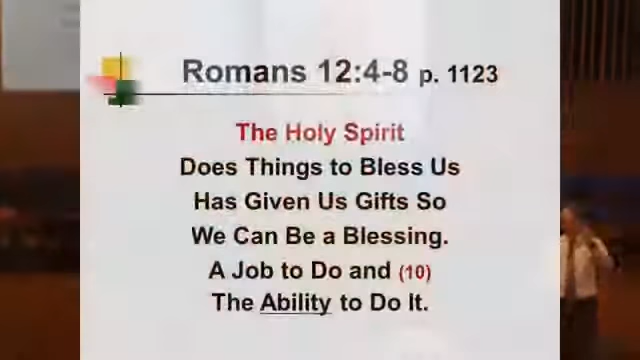 Romans 12:4-8 p. 1123
The Holy Spirit
Does Things to Bless Us
Has Given Us Gifts So
We Can Be a Blessing.
A Job to Do and (10)
The Ability to Do It.